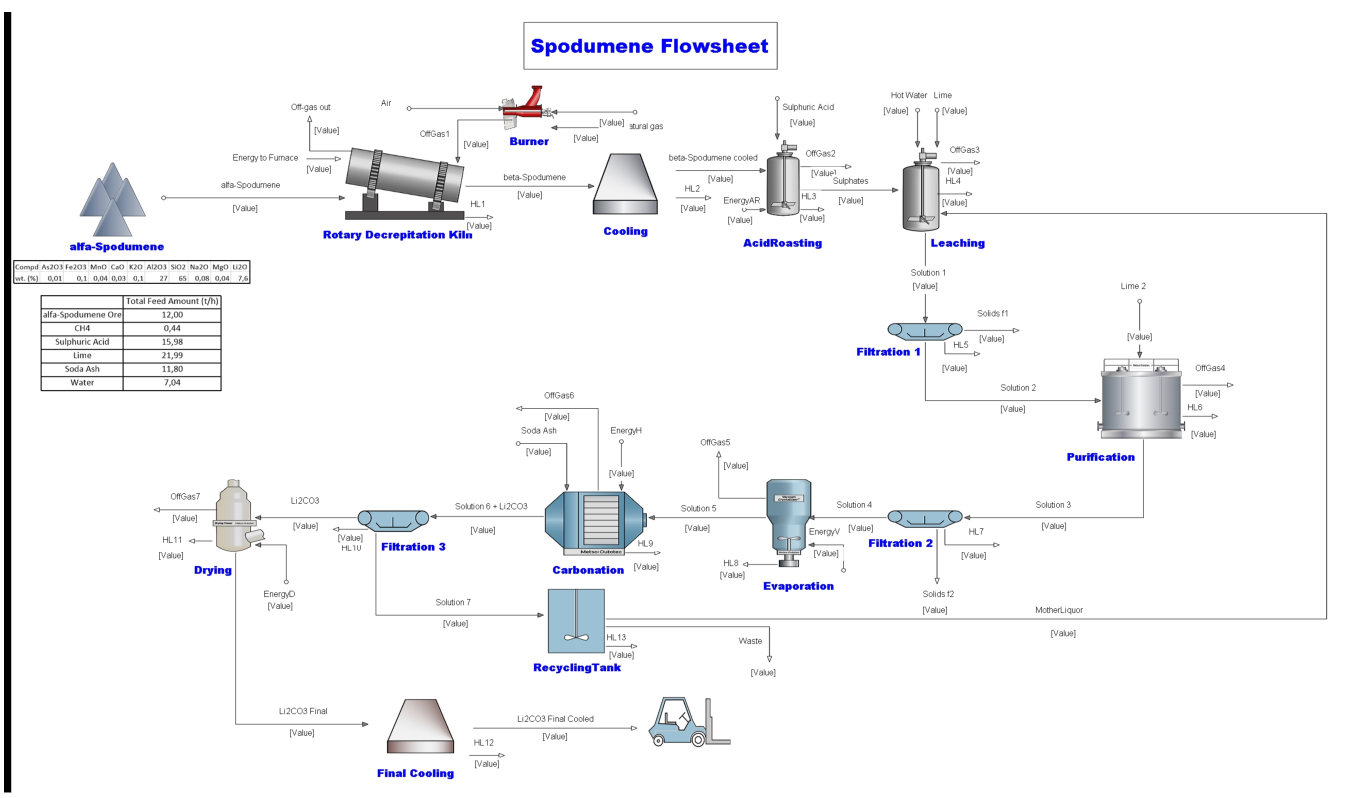 Spodumene Flowsheet
Hot Water
Lime
Off-gas out
Air
Sulphuric Acid
[Value]
[Value]
[Value]
[Value]
OffGas1
[Value]
atural gas
[Value]
[Value]
Burner
[Value]
Energy to Furnace
[Value]
beta-Spodumene cooled
OffGas2
OffGas3
[Value]
[Value]
[Value]
alfa-Spodumene
beta-Spodumene
Sulphates
HL4
[Value]
[Value]
HL2
[Value]
[Value]
HL1
EnergyAR
HL3
[Value]
[Value]
[Value]
[Value]
Rotary Decrepitation Kiln
Cooling
AcidRoasting
Leaching
alfa-Spodumene
Compd As2O3 Fe2O3 MnO CaO K2O Al2O3 SiO2 Na2O MgO Li2O
wt. (%) 0,01 0,1 0,04 0,03 0,1 27 65 0,08 0,04 7,6
Total Feed Amount (t/h)
alfa-Spodumene Ore 12,00
CH4 0,44
Sulphuric Acid 15,98
Lime 21,99
Soda Ash 11,80
Water 7,04
Solution 1
[Value]
Lime 2
[Value]
Solids f1
[Value]
HL5
[Value]
Filtration 1
Solution 2
[Value]
OffGas4
[Value]
HL6
[Value]
Purification
OffGas6
[Value]
Soda Ash
[Value]
EnergyH
[Value]
OffGas5
[Value]
OffGas7
[Value]
Li2CO3
[Value]
Solution 6 + Li2CO3
[Value]
Solution 5
[Value]
Solution 4
[Value]
Solution 3
[Value]
HL11
[Value]
[Value]
HL10
Filtration 3
Metso:Outotec
HL9
[Value]
EnergyV
[Value]
HL7
[Value]
Filtration 2
Drying
Carbonation
HL8
[Value]
Evaporation
EnergyD
[Value]
Solids f2
[Value]
Solution 7
[Value]
MotherLiquor
[Value]
HL13
[Value]
Waste
[Value]
RecyclingTank
Li2CO3 Final
[Value]
Li2CO3 Final Cooled
[Value]
HL12
[Value]
Final Cooling